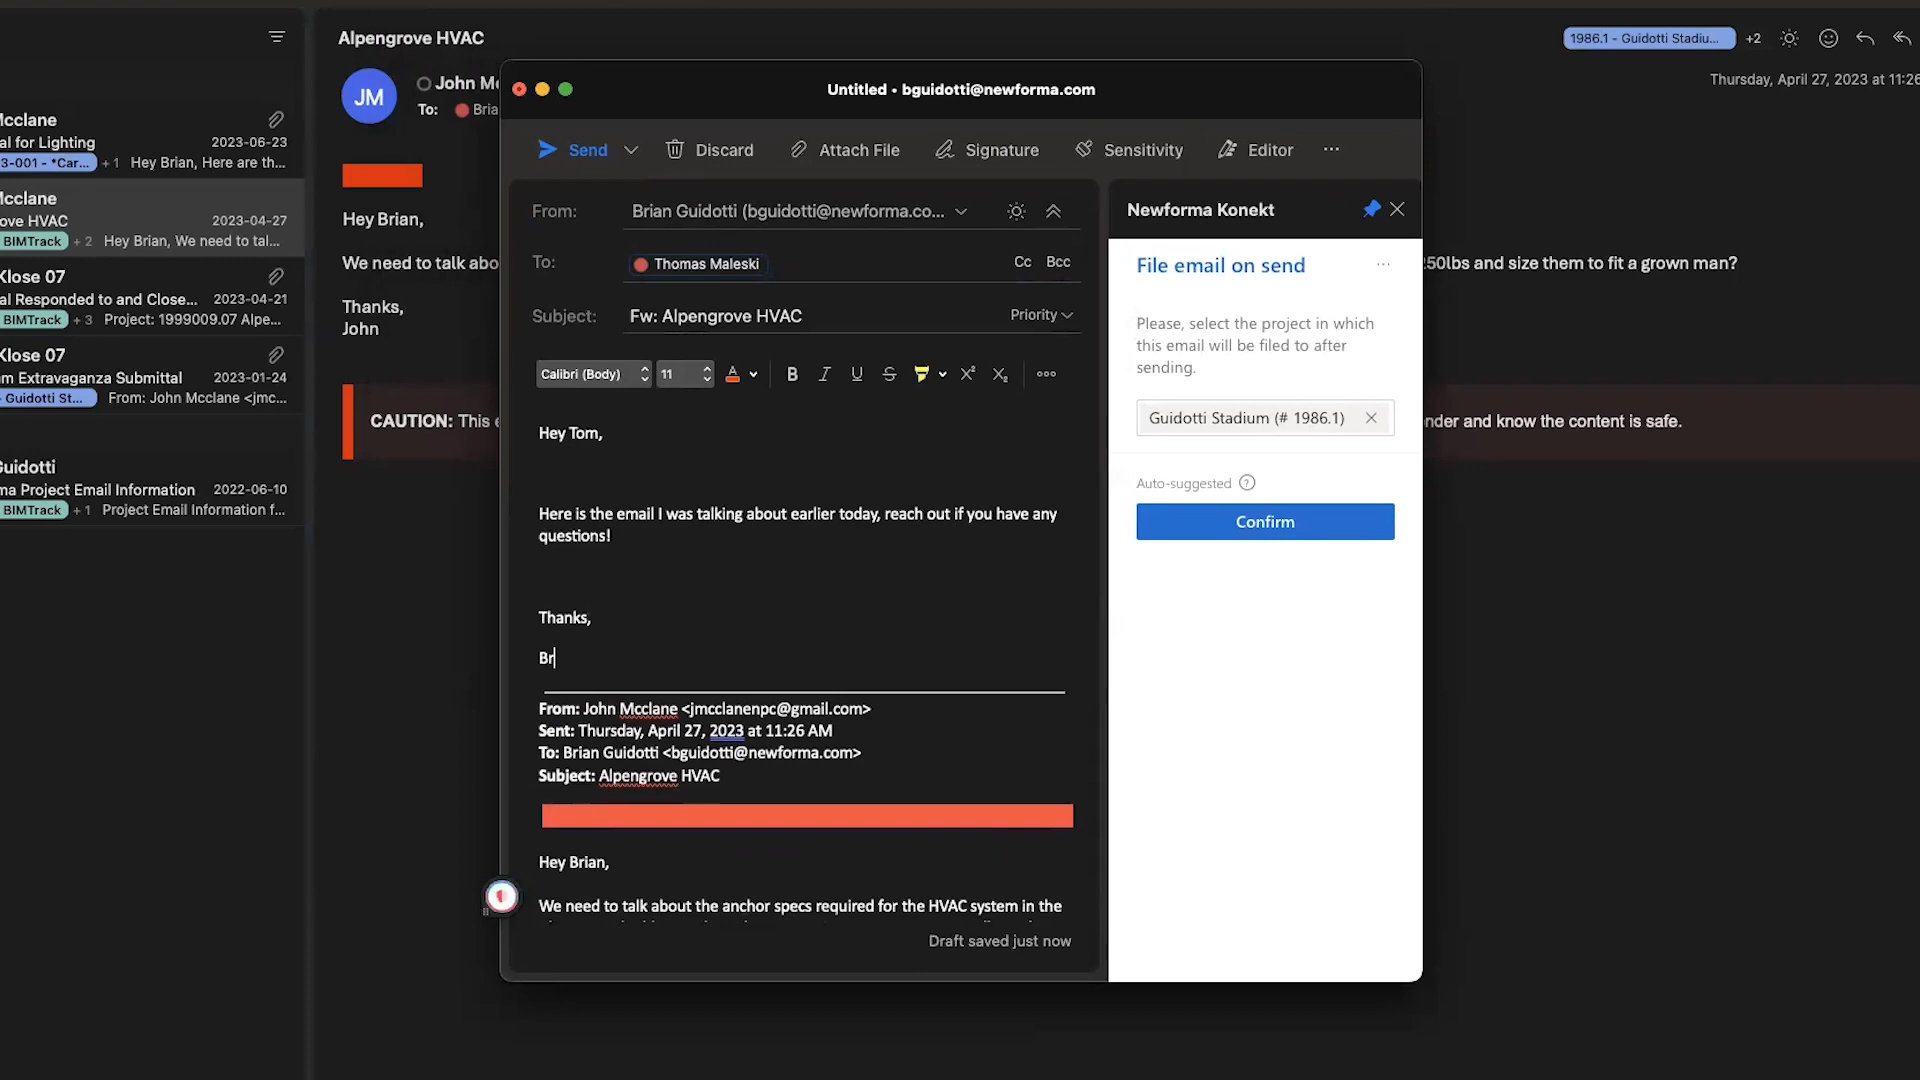 Alpengrove HVAC
1986.1 - Guidotti Stadiu...
+2
Thursday, April 27, 2023 at 11:26
JM
John Mc
To:
Bria
Hey Brian,
We need to talk abo
250lbs and size them to fit a grown man?
Thanks,
John
CAUTION: This e
nder and know the content is safe.
Mcclane
al for Lighting
2023-06-23
3-001 - *Car...
+ 1
Hey Brian, Here are th...
Mcclane
ove HVAC
2023-04-27
BIMTrack
+ 2
Hey Brian, We need to tal...
Klose 07
al Responded to and Close...
2023-04-21
BIMTrack
+ 3
Project: 1999009.07 Alpe...
Klose 07
m Extravaganza Submittal
2023-01-24
- Guidotti St...
From: John Mcclane <jmc...
Guidotti
ma Project Email Information
2022-06-10
BIMTrack
+ 1
Project Email Information f...
Untitled • bguidotti@newforma.com
Send
Discard
Attach File
Signature
Sensitivity
Editor
From:
Brian Guidotti (bguidotti@newforma.co...
To:
Thomas Maleski
Cc
Bcc
Subject:
Fw: Alpengrove HVAC
Priority
Calibri (Body)
11
Hey Tom,
Here is the email I was talking about earlier today, reach out if you have any
questions!
Thanks,
Br
From: John Mcclane <jmcclanenpc@gmail.com>
Sent: Thursday, April 27, 2023 at 11:26 AM
To: Brian Guidotti <bguidotti@newforma.com>
Subject: Alpengrove HVAC
Hey Brian,
We need to talk about the anchor specs required for the HVAC system in the
Draft saved just now
Newforma Konekt
File email on send
Please, select the project in which
this email will be filed to after
sending.
Guidotti Stadium (# 1986.1)
Auto-suggested
Confirm